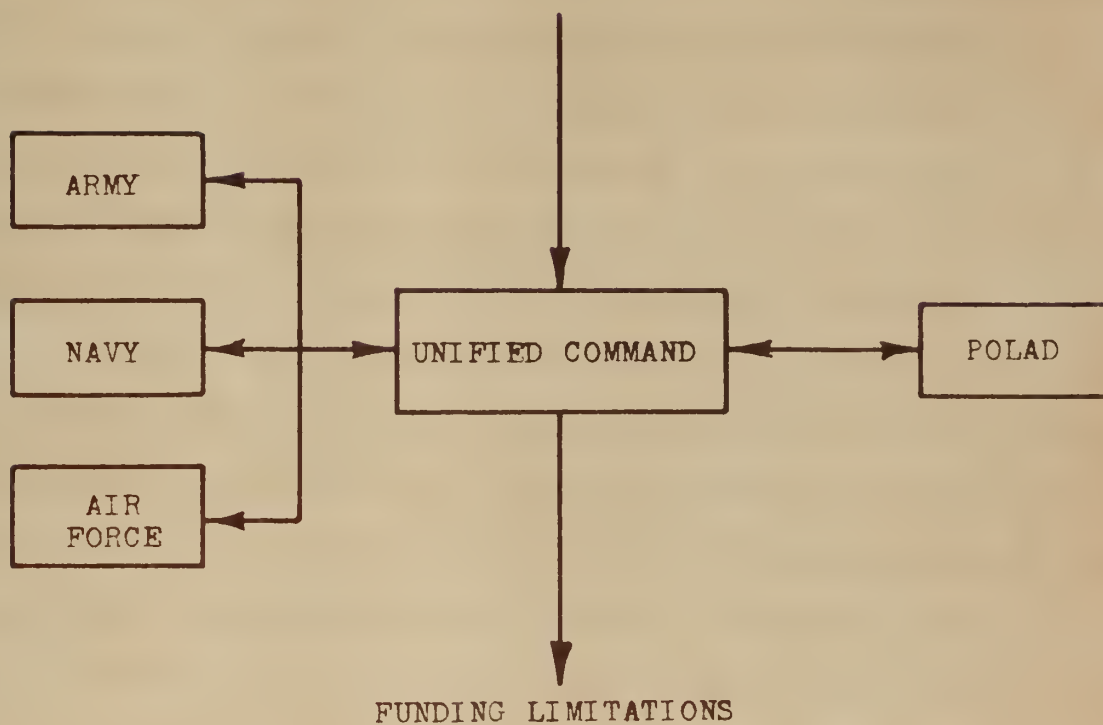 ARMY
NAVY
UNIFIED COMMAND
POLAD
AIR
FORCE
FUNDING LIMITATIONS